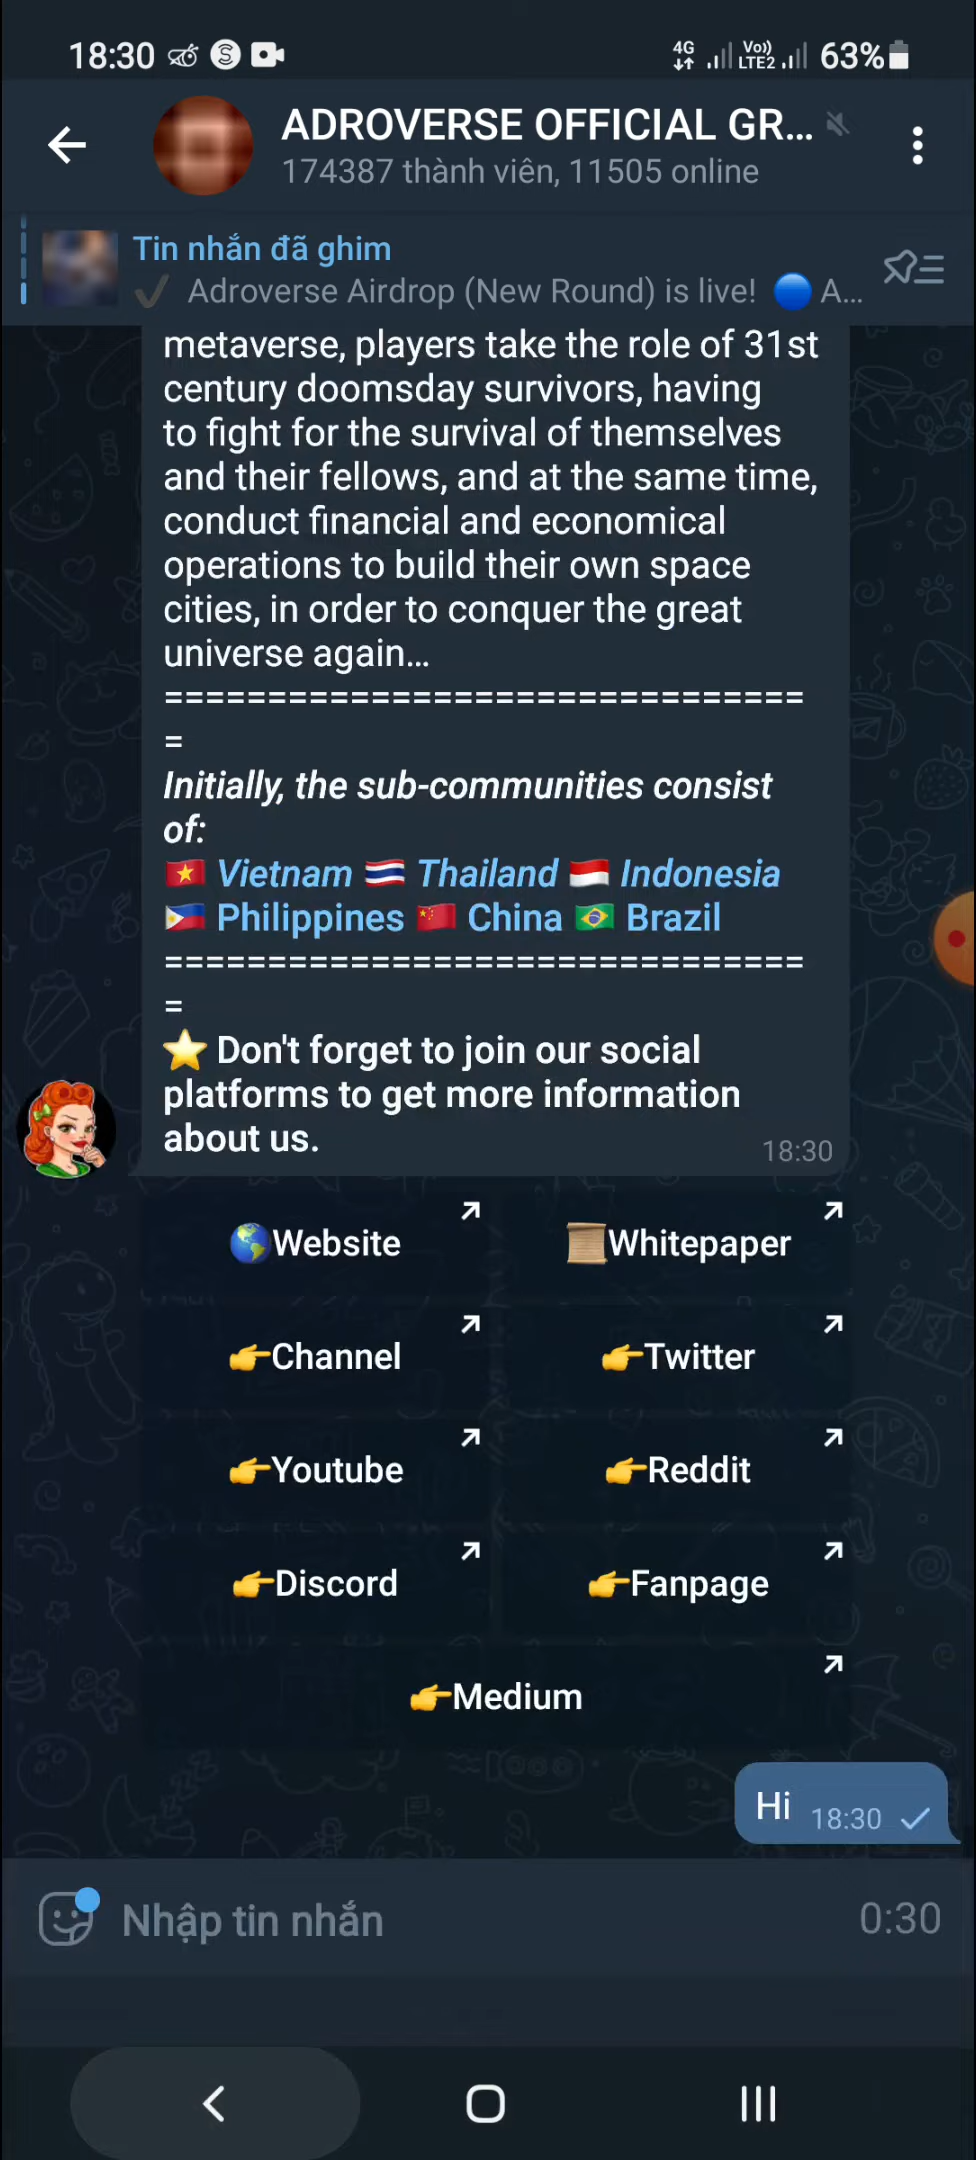 18:30
4G Vo)) LTE2 63%
ADROVERSE OFFICIAL GR...
174387 thành viên, 11505 online
Tin nhắn đã ghim
✔ Adroverse Airdrop (New Round) is live! 🔵 A...
metaverse, players take the role of 31st
century doomsday survivors, having
to fight for the survival of themselves
and their fellows, and at the same time,
conduct financial and economical
operations to build their own space
cities, in order to conquer the great
universe again...
===============================
=
Initially, the sub-communities consist
of:
🇻🇳 Vietnam 🇹🇭 Thailand 🇮🇩 Indonesia
🇵🇭 Philippines 🇨🇳 China 🇧🇷 Brazil
===============================
=
⭐ Don't forget to join our social
platforms to get more information
about us.
18:30
🌎Website
📜Whitepaper
👉Channel
👉Twitter
👉Youtube
👉Reddit
👉Discord
👉Fanpage
👉Medium
Hi 18:30
Nhập tin nhắn 0:30